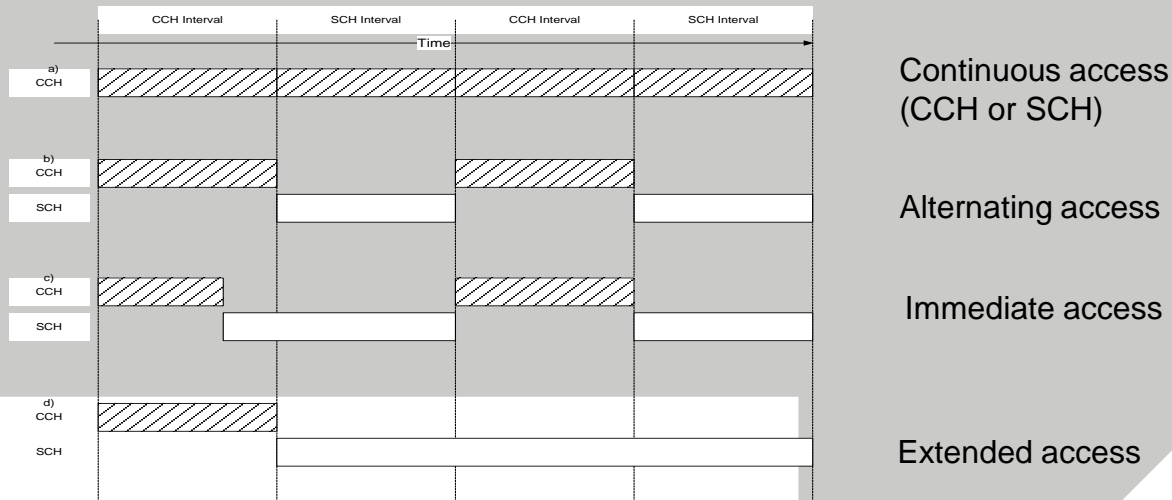 CCH Interval SCH Interval CCH Interval SCH Interval
Time
a)
CCH
Continuous access
(CCH or SCH)
b)
CCH
SCH
Alternating access
c)
CCH
SCH
Immediate access
d)
CCH
SCH
Extended access